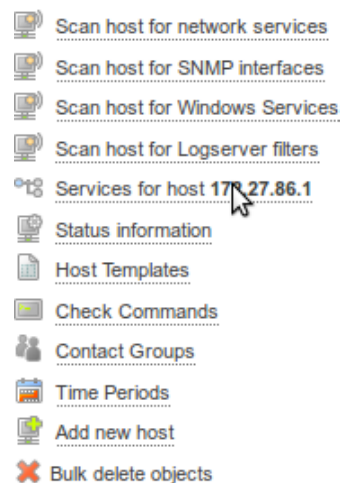 Scan host for network services
Scan host for SNMP interfaces
Scan host for Windows Services
Scan host for Logserver filters
Services for host
Status information
Host Templates
Check Commands
Contact Groups
Time Periods
Add new host
Bulk delete objects